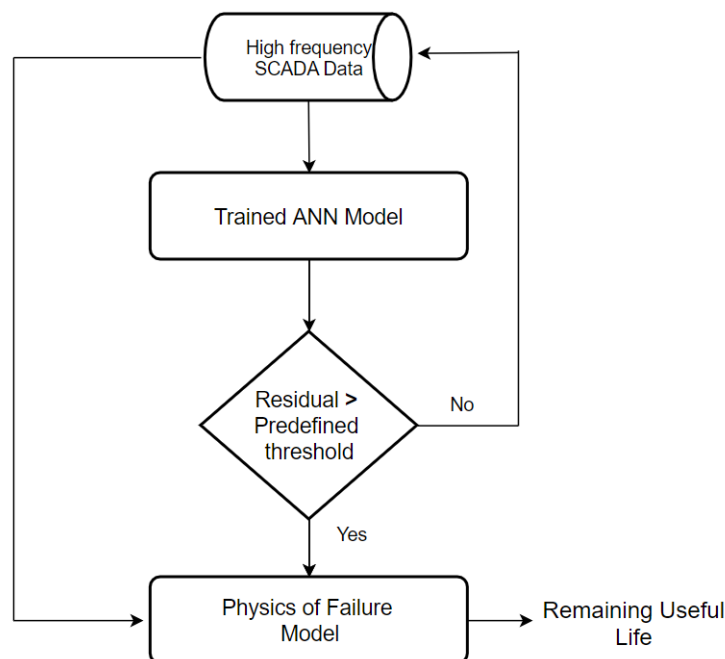 High frequency
SCADA Data
Trained ANN Model
Residual >
Predefined
threshold
No
Yes
Physics of Failure
Model
Remaining Useful
Life